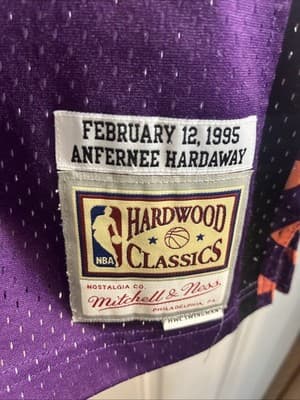 FEBRUARY 12, 1995
ANFERNEE HARDAWAY
HARDWOOD
NBA CLASSICS
NOSTALGIA CO.
Mitchell & Ness
PHILADELPHIA, PA.